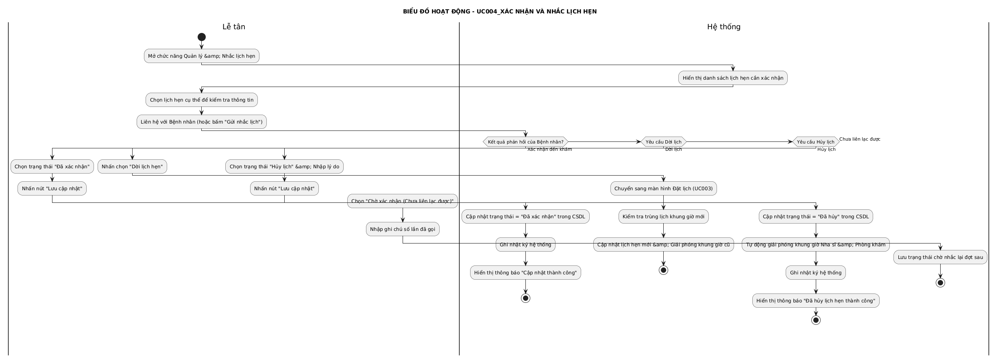 BIỂU ĐỒ HOẠT ĐỘNG - UC004_XÁC NHẬN VÀ NHẮC LỊCH HẸN
Lễ tân
Hệ thống
Mở chức năng Quản lý &amp; Nhắc lịch hẹn
Hiển thị danh sách lịch hẹn cần xác nhận
Chọn lịch hẹn cụ thể để kiểm tra thông tin
Liên hệ với Bệnh nhân (hoặc bấm "Gửi nhắc lịch")
Kết quả phản hồi của Bệnh nhân?
Yêu cầu Dời lịch
Yêu cầu Hủy lịch
Chưa liên lạc được
Xác nhận đến khám
Dời lịch
Hủy lịch
Chọn trạng thái "Đã xác nhận"
Nhấn chọn "Dời lịch hẹn"
Chọn trạng thái "Hủy lịch" &amp; Nhập lý do
Nhấn nút "Lưu cập nhật"
Nhấn nút "Lưu cập nhật"
Chuyển sang màn hình Đặt lịch (UC003)
Chọn "Chờ xác nhận (Chưa liên lạc được)"
Cập nhật trạng thái = "Đã xác nhận" trong CSDL
Kiểm tra trùng lịch khung giờ mới
Cập nhật trạng thái = "Đã hủy" trong CSDL
Nhập ghi chú số lần đã gọi
Ghi nhật ký hệ thống
Cập nhật lịch hẹn mới &amp; Giải phóng khung giờ cũ
Tự động giải phóng khung giờ Nha sĩ &amp; Phòng khám
Lưu trạng thái chờ nhắc lại đợt sau
Hiển thị thông báo "Cập nhật thành công"
Ghi nhật ký hệ thống
Hiển thị thông báo "Đã hủy lịch hẹn thành công"